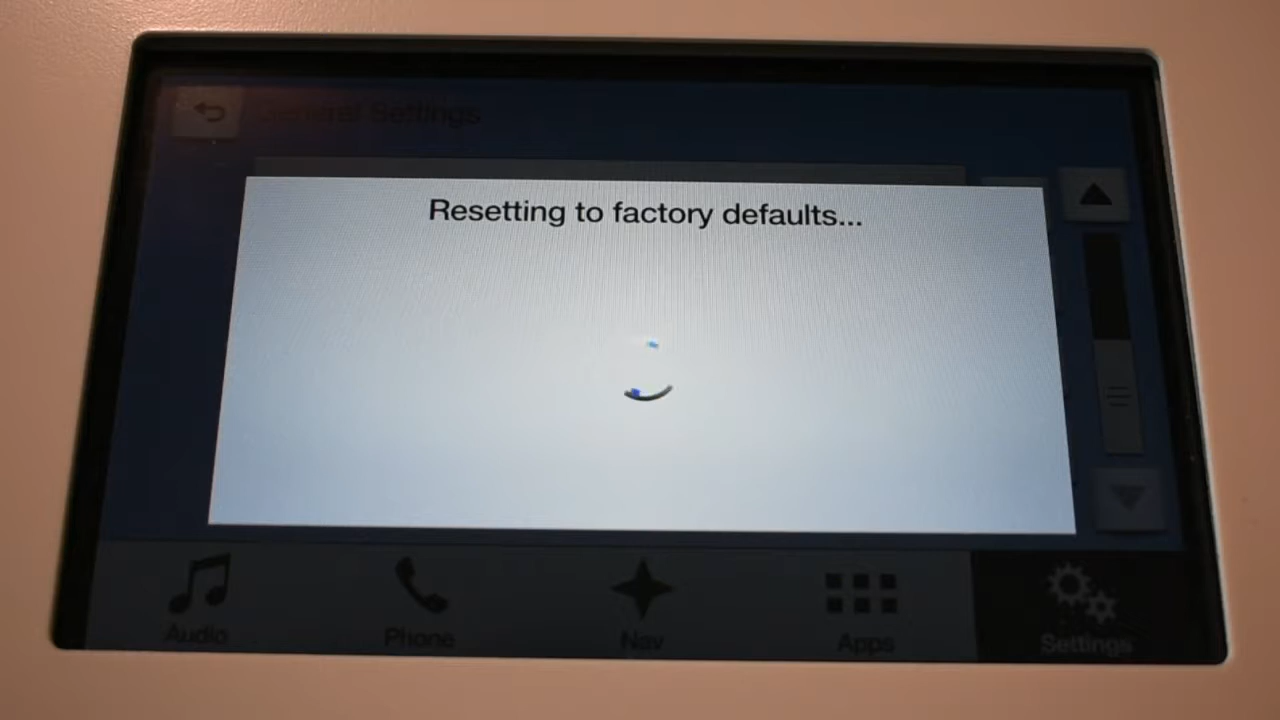 General Settings
Resetting to factory defaults...
Audio
Phone
Nav
Apps
Settings